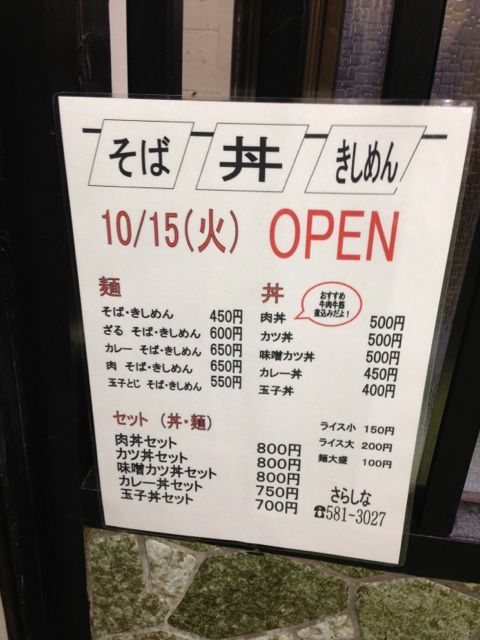 そば 丼 きしめん
10/15(火) OPEN
麺
そば・きしめん 450円
ざる そば・きしめん 600円
カレー そば・きしめん 650円
肉 そば・きしめん 650円
玉子とじ そば・きしめん 550円
丼
おすすめ
牛肉牛筋
煮込みだよ!
肉丼 500円
カツ丼 500円
味噌カツ丼 500円
カレー丼 450円
玉子丼 400円
セット (丼・麺)
肉丼セット 800円
カツ丼セット 800円
味噌カツ丼セット 800円
カレー丼セット 750円
玉子丼セット 700円
ライス小 150円
ライス大 200円
麺大盛 100円
さらしな
☎581-3027